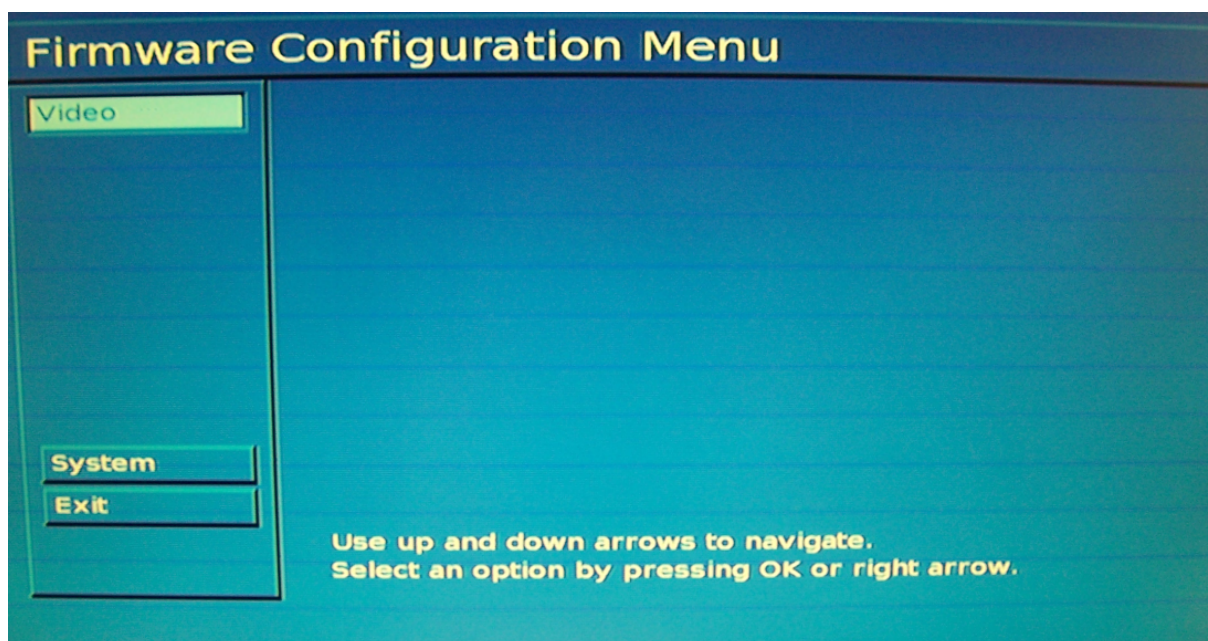 Firmware Configuration Menu
Video
System
Exit
Use up and down arrows to navigate.
Select an option by pressing OK or right arrow.